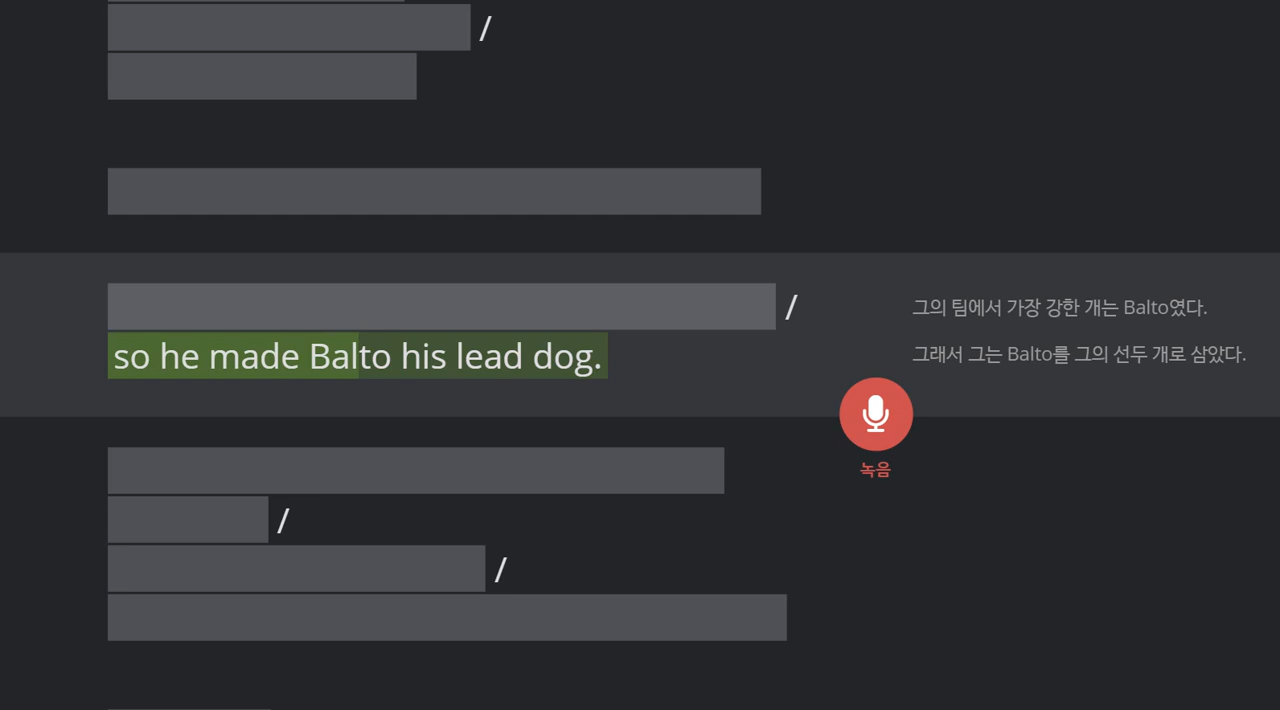 /
/
그의 팀에서 가장 강한 개는 Balto였다.
so he made Balto his lead dog.
그래서 그는 Balto를 그의 선두 개로 삼았다.
녹음
/
/